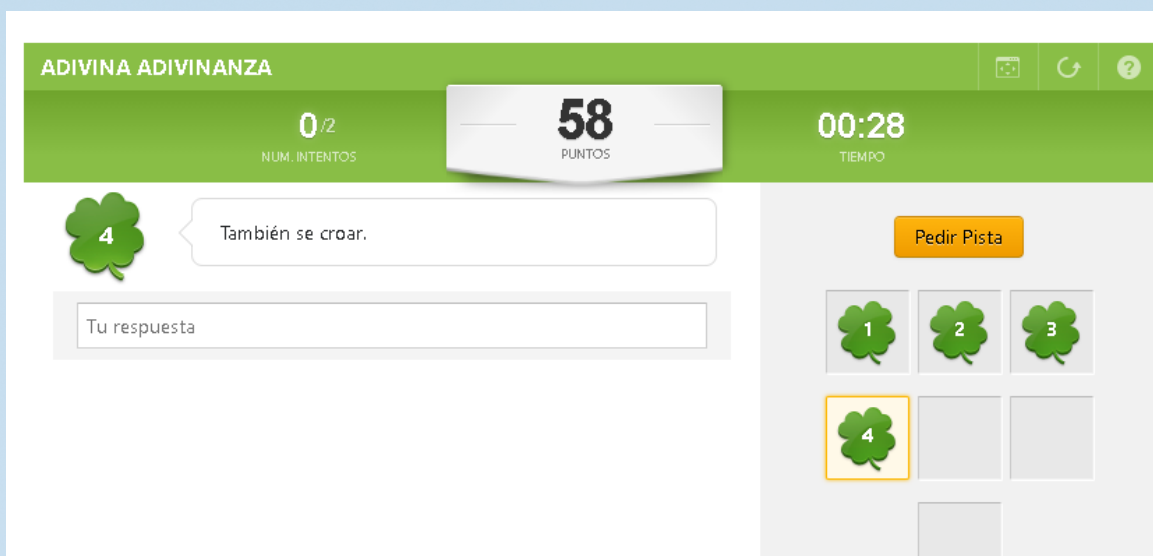 ADIVINA ADIVINANZA
?
0/2
NUM. INTENTOS
58
PUNTOS
00:28
TIEMPO
4
También se croar.
Tu respuesta
Pedir Pista
1 2 3
4